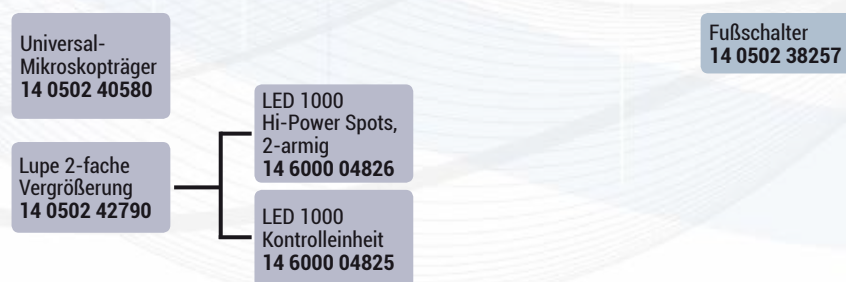 Universal-
Mikroskopträger
14 0502 40580
Fußschalter
14 0502 38257
LED 1000
Hi-Power Spots,
2-armig
14 6000 04826
Lupe 2-fache
Vergrößerung
14 0502 42790
LED 1000
Kontrolleinheit
14 6000 04825